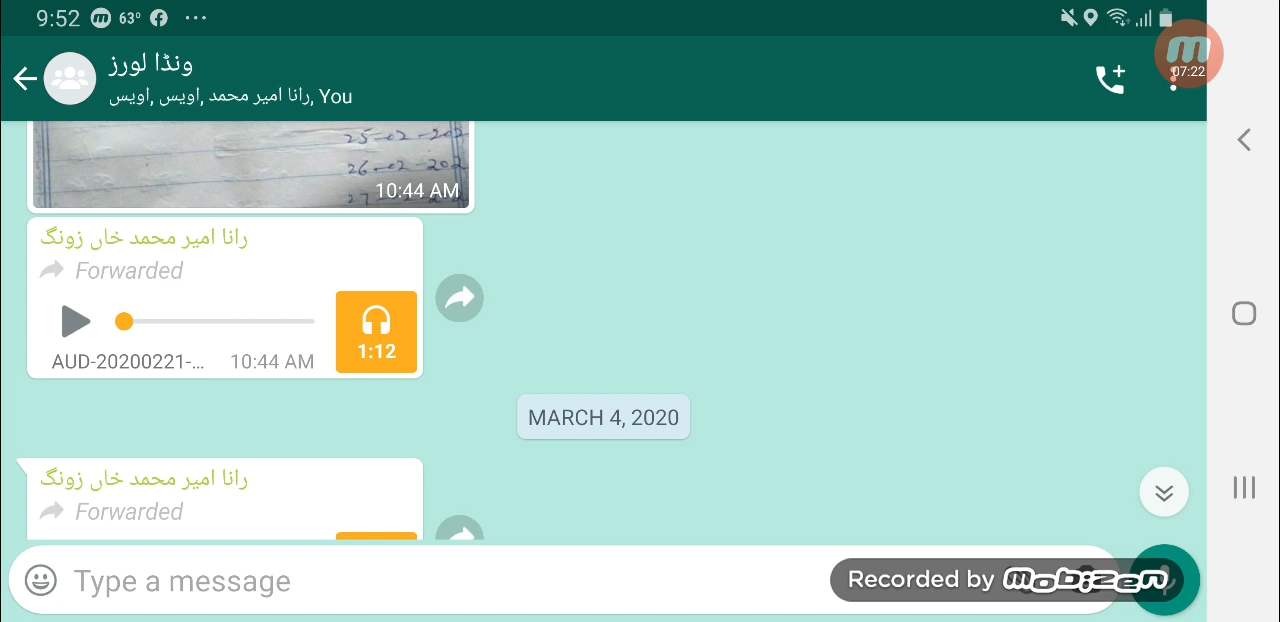 9:52 63° ...
ونڈا لورز
رانا امیر محمد ,اویس ,اویس, You
07:22
25-02-202
26-02-202
10:44 AM
رانا امیر محمد خاں زونگ
Forwarded
1:12
AUD-20200221-... 10:44 AM
MARCH 4, 2020
رانا امیر محمد خاں زونگ
Forwarded
Type a message
Recorded by mobizen